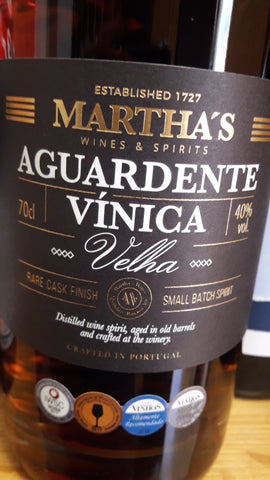 ESTABLISHED 1727
MARTHA´S
WINES & SPIRITS
AGUARDENTE
70cl
VÍNICA
40%
vol.
Velha
RARE CASK FINISH
SMALL BATCH SPIRIT
Distilled wine spirit, aged in old barrels
and crafted at the winery.
CRAFTED IN PORTUGAL
VINHOS
Altamente
Recomendado